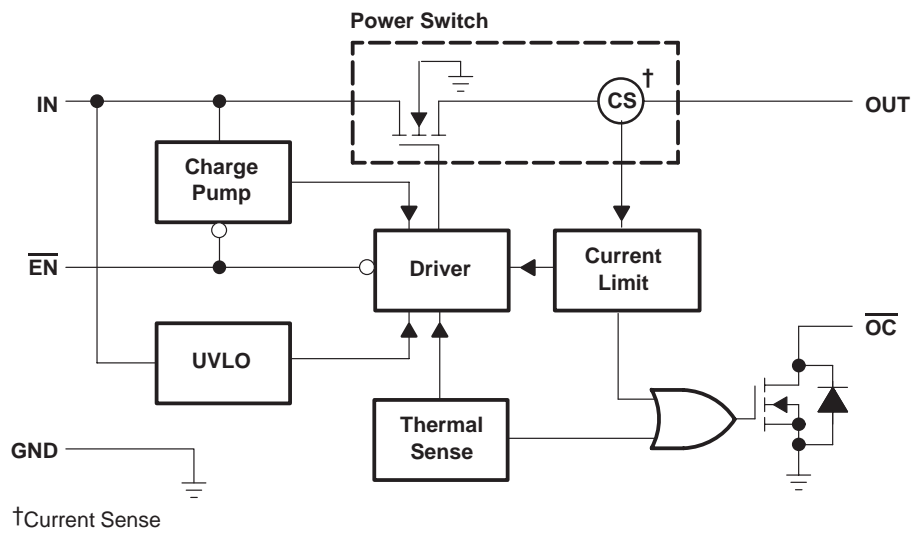 Power Switch
†
IN
CS
OUT
Charge
Pump
EN
Driver
Current
Limit
OC
UVLO
Thermal
Sense
GND
†Current Sense